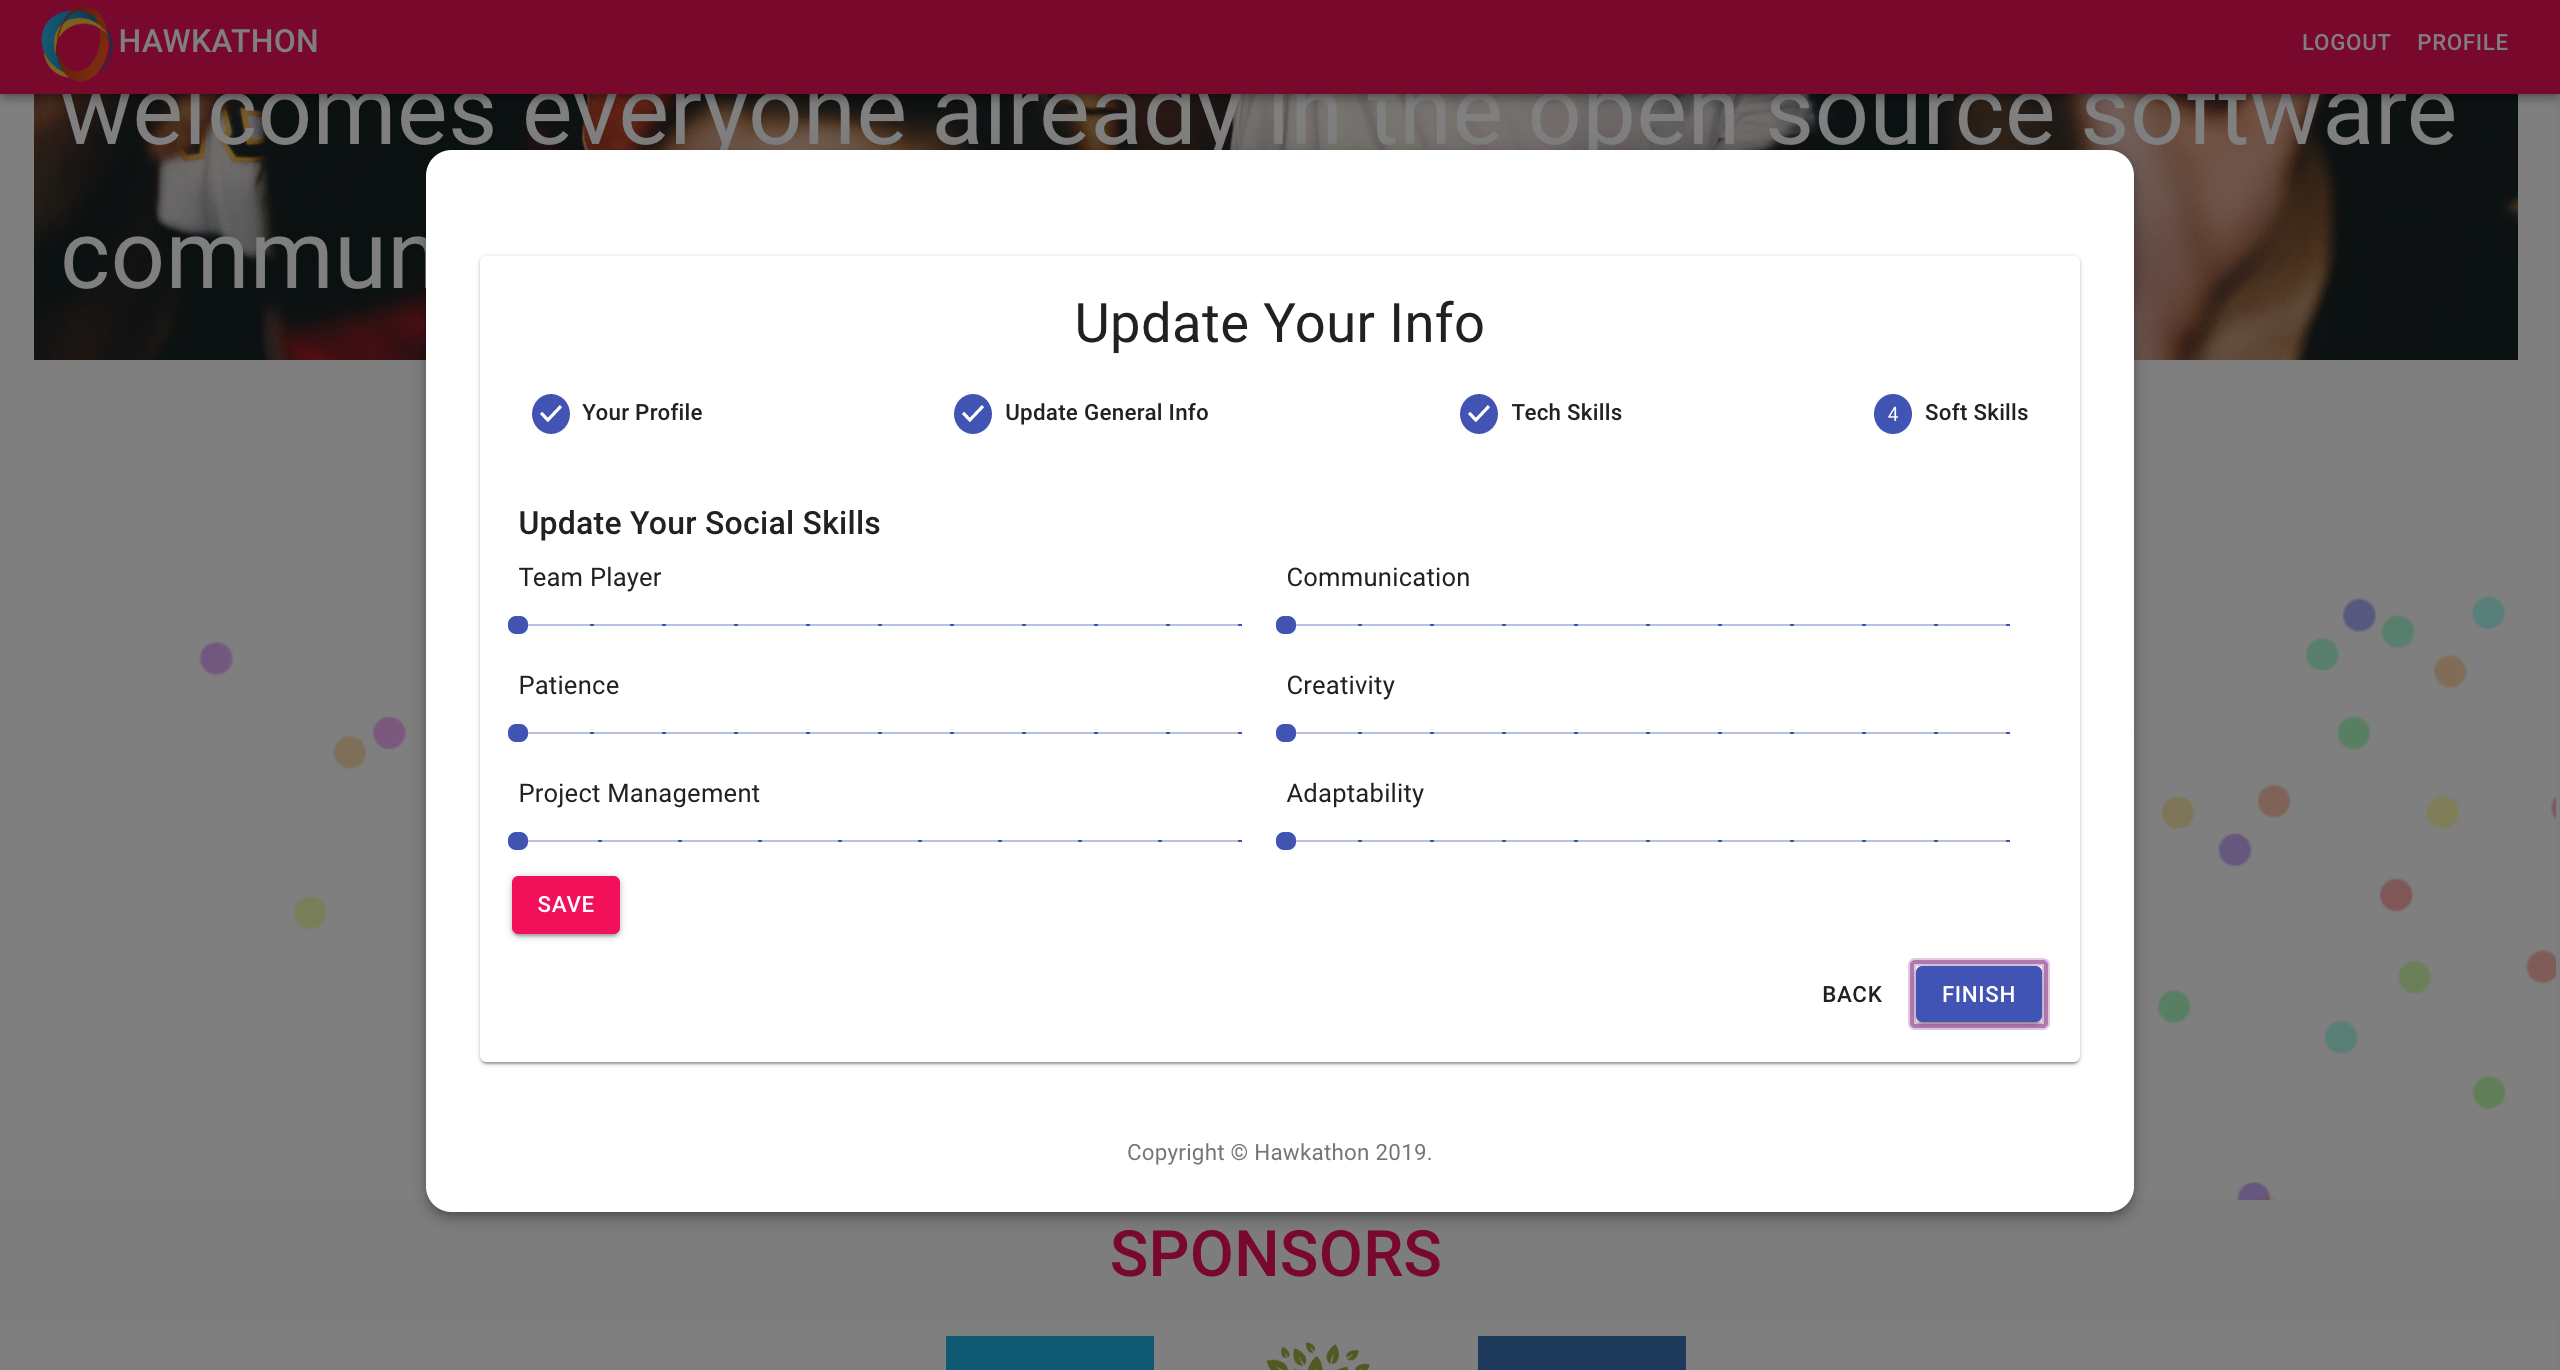 HAWKATHON
LOGOUT PROFILE
welcomes everyone already in the open source software
commun
Update Your Info
Your Profile
Update General Info
Tech Skills
4 Soft Skills
Update Your Social Skills
Team Player
Communication
Patience
Creativity
Project Management
Adaptability
SAVE
BACK FINISH
Copyright © Hawkathon 2019.
SPONSORS